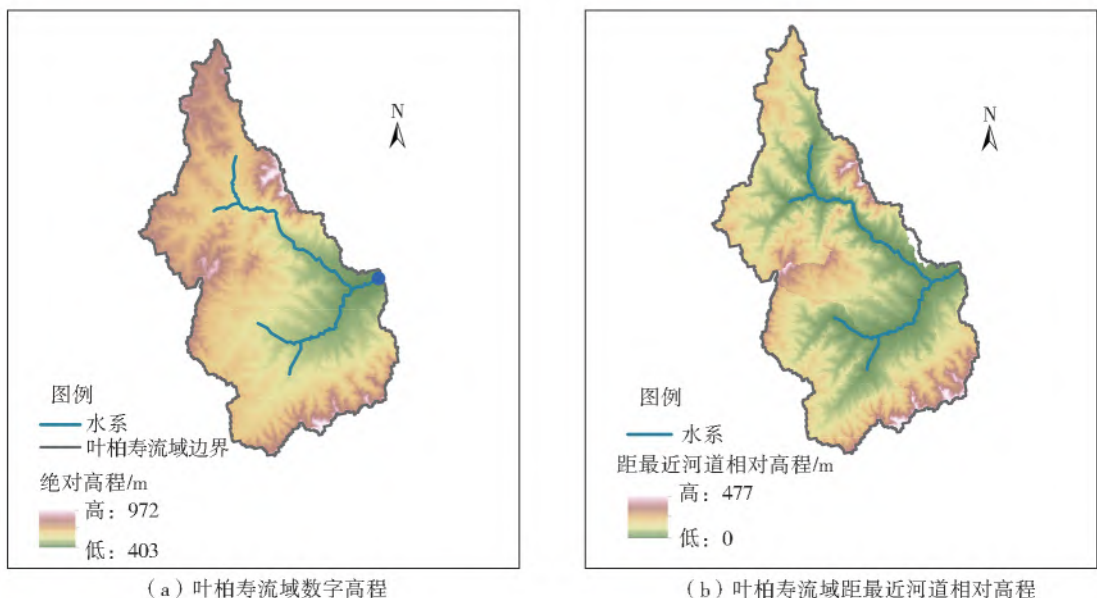 N
图例
水系
叶柏寿流域边界
绝对高程/m
高：972
低：403
（a）叶柏寿流域数字高程
N
图例
水系
距最近河道相对高程/m
高：477
低：0
（b）叶柏寿流域距最近河道相对高程